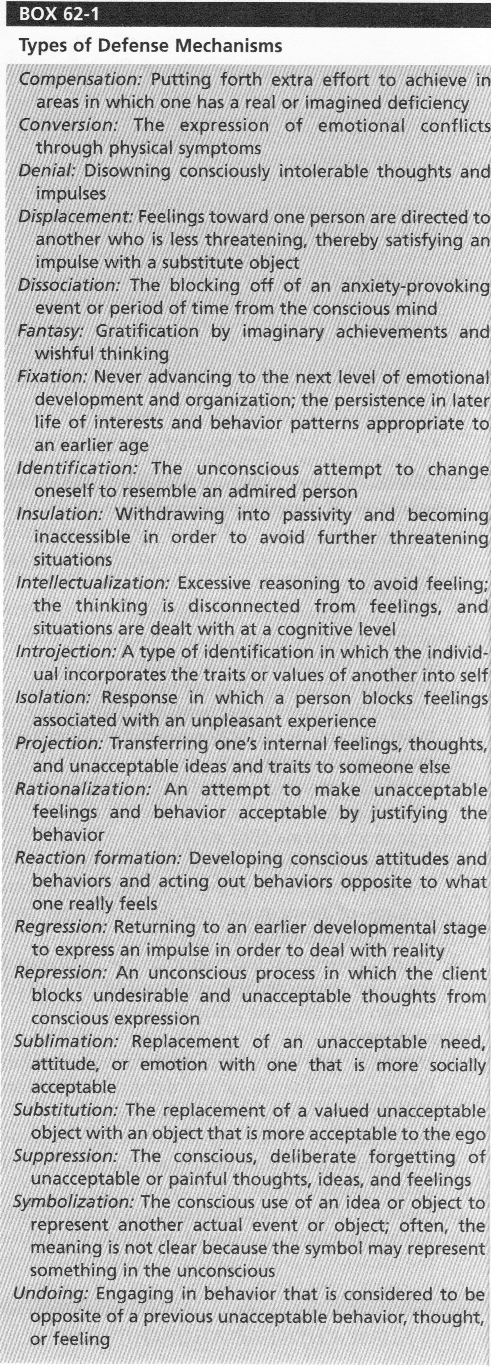 BOX 62-1
Types of Defense Mechanisms
Compensation: Putting forth extra effort to achieve in
areas in which one has a real or imagined deficiency
Conversion: The expression of emotional conflicts
through physical symptoms
Denial: Disowning consciously intolerable thoughts and
impulses
Displacement: Feelings toward one person are directed to
another who is less threatening, thereby satisfying an
impulse with a substitute object
Dissociation: The blocking off of an anxiety-provoking
event or period of time from the conscious mind
Fantasy: Gratification by imaginary achievements and
wishful thinking
Fixation: Never advancing to the next level of emotional
development and organization; the persistence in later
life of interests and behavior patterns appropriate to
an earlier age
Identification: The unconscious attempt to change
oneself to resemble an admired person
Insulation: Withdrawing into passivity and becoming
inaccessible in order to avoid further threatening
situations
Intellectualization: Excessive reasoning to avoid feeling;
the thinking is disconnected from feelings, and
situations are dealt with at a cognitive level
Introjection: A type of identification in which the individ-
ual incorporates the traits or values of another into self
Isolation: Response in which a person blocks feelings
associated with an unpleasant experience
Projection: Transferring one's internal feelings, thoughts,
and unacceptable ideas and traits to someone else
Rationalization: An attempt to make unacceptable
feelings and behavior acceptable by justifying the
behavior
Reaction formation: Developing conscious attitudes and
behaviors and acting out behaviors opposite to what
one really feels
Regression: Returning to an earlier developmental stage
to express an impulse in order to deal with reality
Repression: An unconscious process in which the client
blocks undesirable and unacceptable thoughts from
conscious expression
Sublimation: Replacement of an unacceptable need,
attitude, or emotion with one that is more socially
acceptable
Substitution: The replacement of a valued unacceptable
object with an object that is more acceptable to the ego
Suppression: The conscious, deliberate forgetting of
unacceptable or painful thoughts, ideas, and feelings
Symbolization: The conscious use of an idea or object to
represent another actual event or object; often, the
meaning is not clear because the symbol may represent
something in the unconscious
Undoing: Engaging in behavior that is considered to be
opposite of a previous unacceptable behavior, thought,
or feeling